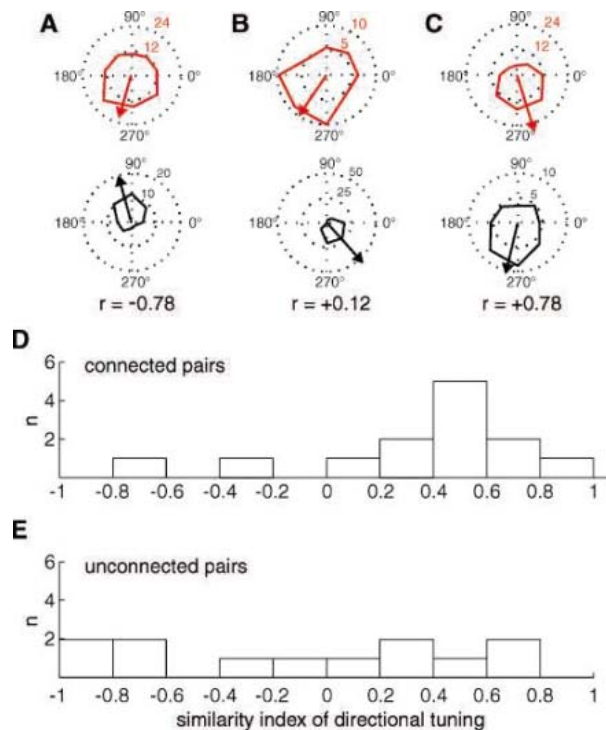 A B C
90° 24 90° 10 90° 24
12 5 12
180° 0° 180° 0° 180° 0°
270° 270° 270°
90° 20 90° 50 90° 10
10 25 5
180° 0° 180° 0° 180° 0°
270° 270° 270°
r = -0.78 r = +0.12 r = +0.78
D
6 connected pairs
4
n
2
-1 -0.8 -0.6 -0.4 -0.2 0 0.2 0.4 0.6 0.8 1
E
6 unconnected pairs
4
n
2
-1 -0.8 -0.6 -0.4 -0.2 0 0.2 0.4 0.6 0.8 1
similarity index of directional tuning